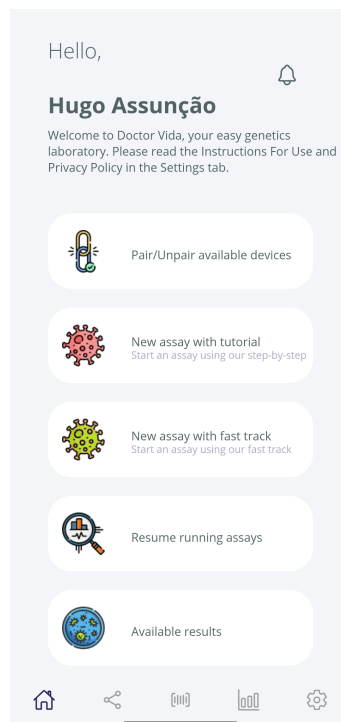 Hello,
Hugo Assunção
Welcome to Doctor Vida, your easy genetics
laboratory. Please read the Instructions For Use and
Privacy Policy in the Settings tab.
Pair/Unpair available devices
New assay with tutorial
Start an assay using our step-by-step
New assay with fast track
Start an assay using our fast track
Resume running assays
Available results